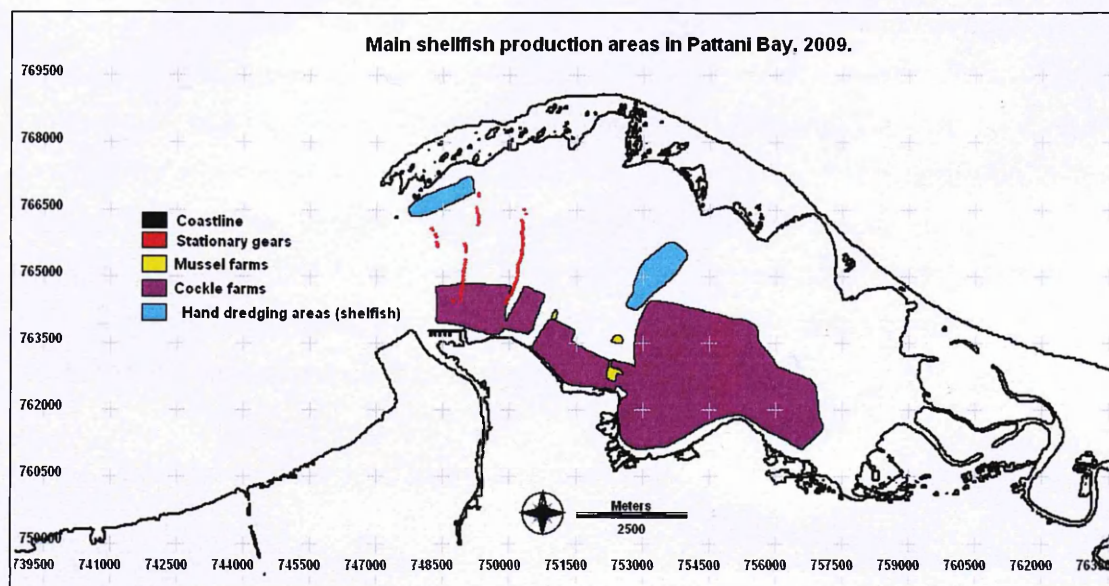 Main shellfish production areas in Pattani Bay, 2009.
769500
768000
766500
Coastline
Stationary gears
Mussel farms
765000
Cockle farms
Hand dredging areas (shellfish)
763500
762000
760500
Meters
2500
759000
739500 741000 742500 744000 745500 747000 748500 750000 751500 753000 754500 756000 757500 759000 760500 762000